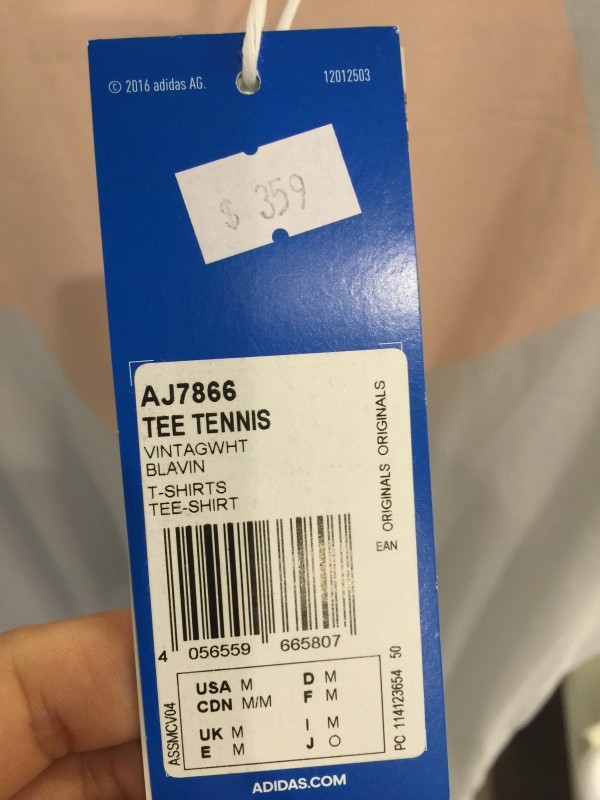 © 2016 adidas AG.
12012503
$ 359
AJ7866
TEE TENNIS
VINTAGWHT
BLAVIN
T-SHIRTS
TEE-SHIRT
ORIGINALS ORIGINALS
EAN
4 056559 665807
ASSMCV04
USA M D M
CDN M/M F M
UK M I M
E M J O
PC 114123654 50
ADIDAS.COM